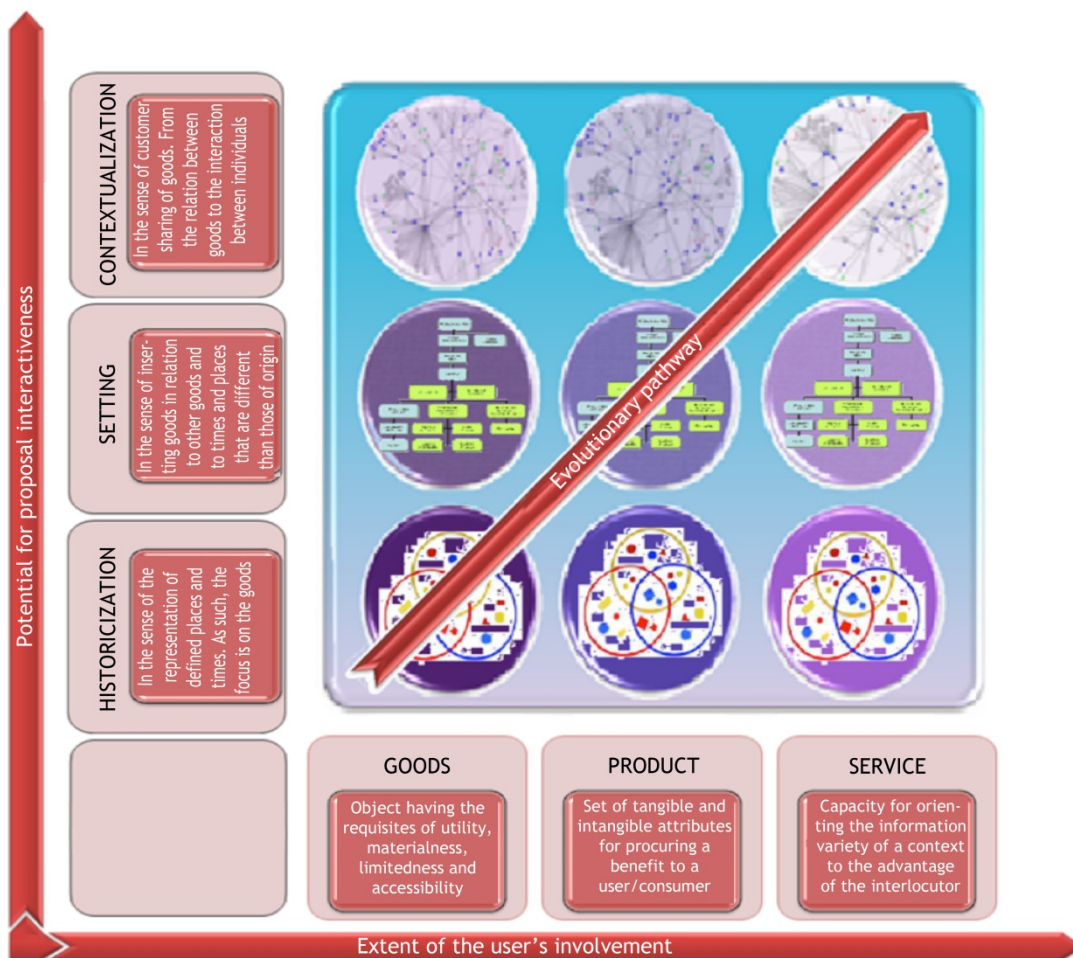 Potential for proposal interactiveness
CONTEXTUALIZATION
In the sense of customer
sharing of goods. From
the relation between
goods to the interaction
between individuals
SETTING
In the sense of inser-
ting goods in relation
to other goods and
to times and places
that are different
than those of origin
HISTORICIZATION
In the sense of the
representation of
defined places and
times. As such, the
focus is on the goods
Evolutionary pathway
GOODS
Object having the
requisites of utility,
materialness,
limitedness and
accessibility
PRODUCT
Set of tangible and
intangible attributes
for procuring a
benefit to a
user/consumer
SERVICE
Capacity for orien-
ting the information
variety of a context
to the advantage
of the interlocutor
Extent of the user's involvement